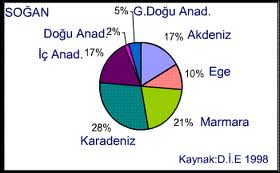 SOĞAN
5% G.Doğu Anad.
Doğu Anad. 2%
17% Akdeniz
İç Anad.
17%
10% Ege
21% Marmara
28%
Karadeniz
Kaynak:D.İ.E 1998